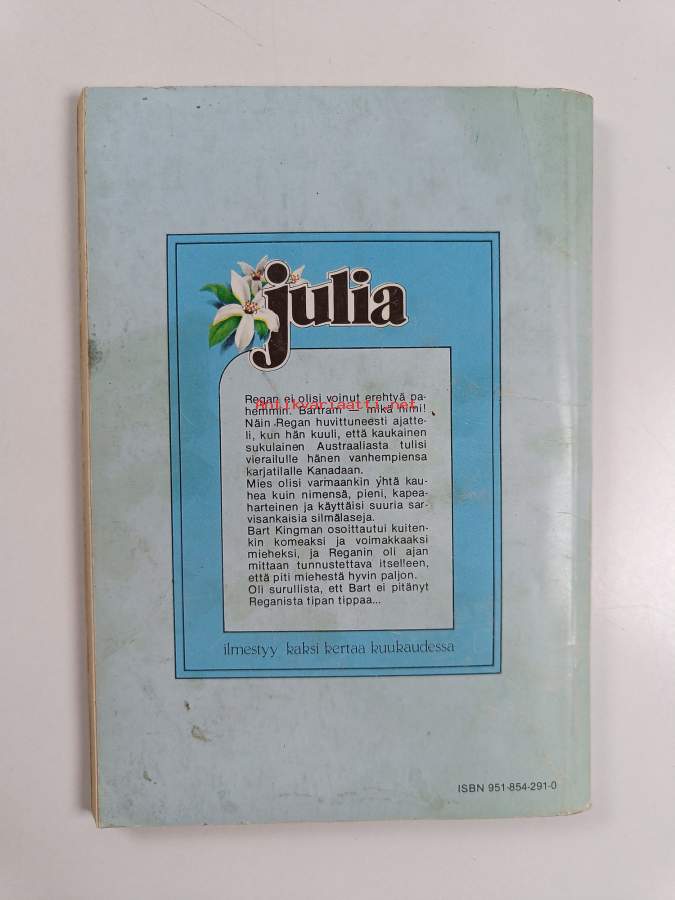 julia
Regan ei olisi voinut erehtyä pa-
hemmin. Bartram — mikä nimi!
Antikvariaatti.net
Näin Regan huvittuneesti ajatte-
li, kun hän kuuli, että kaukainen
sukulainen Austraaliasta tulisi
vierailulle hänen vanhempiensa
karjatilalle Kanadaan.
Mies olisi varmaankin yhtä kau-
hea kuin nimensä, pieni, kapea-
harteinen ja käyttäisi suuria sar-
visankaisia silmälaseja.
Bart Kingman osoittautui kuiten-
kin komeaksi ja voimakkaaksi
mieheksi, ja Reganin oli ajan
mittaan tunnustettava itselleen,
että piti miehestä hyvin paljon.
Oli surullista, ett Bart ei pitänyt
Reganista tipan tippaa...
ilmestyy kaksi kertaa kuukaudessa
ISBN 951-854-291-0